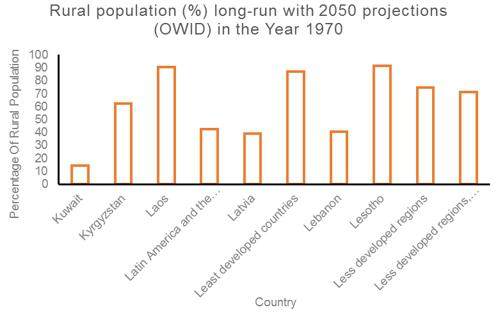 Rural population (%) long-run with 2050 projections
(OWID) in the Year 1970
Percentage Of Rural Population
100
90
80
70
60
50
40
30
20
10
0
Kuwait
Kyrgyzstan
Laos
Latin America and the…
Latvia
Least developed countries
Lebanon
Lesotho
Less developed regions
Less developed regions,…
Country